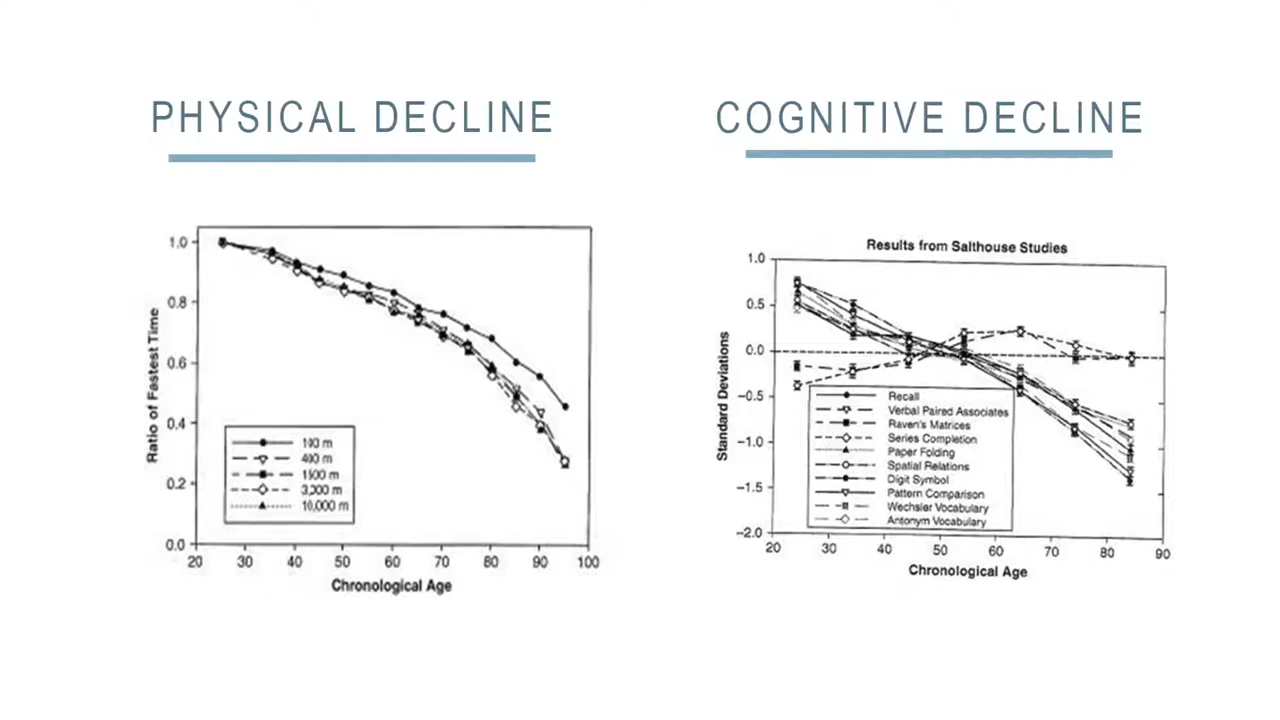 PHYSICAL DECLINE
COGNITIVE DECLINE
Ratio of Fastest Time
1.0
0.8
0.6
0.4
0.2
0.0
100 m
400 m
1500 m
3,000 m
10,000 m
20 30 40 50 60 70 80 90 100
Chronological Age
Results from Salthouse Studies
Standard Deviations
1.0
0.5
0.0
−0.5
−1.0
−1.5
−2.0
Recall
Verbal Paired Associates
Raven's Matrices
Series Completion
Paper Folding
Spatial Relations
Digit Symbol
Pattern Comparison
Wechsler Vocabulary
Antonym Vocabulary
20 30 40 50 60 70 80 90
Chronological Age